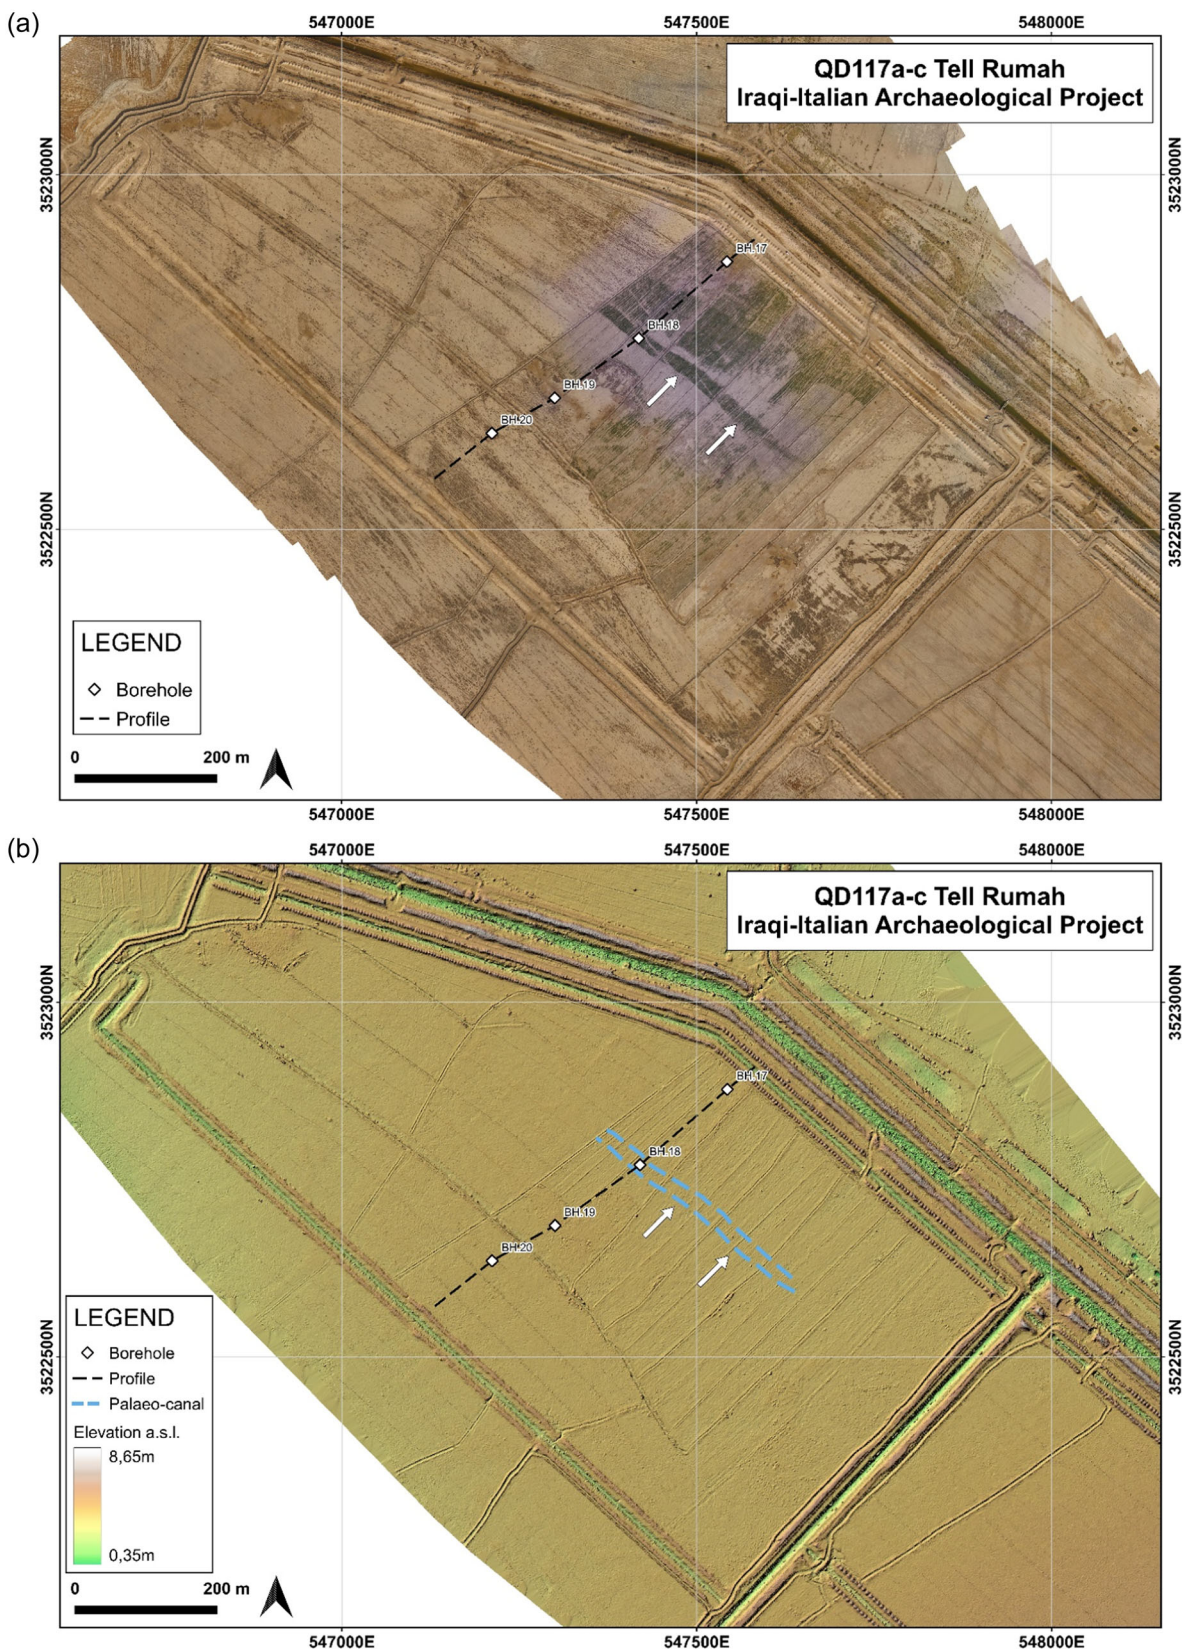 (a)
547000E
547500E
548000E
QD117a-c Tell Rumah
Iraqi-Italian Archaeological Project
3523000N
3523000N
BH.17
BH.18
BH.19
BH.20
3522500N
3522500N
LEGEND
Borehole
Profile
0
200 m
547000E
547500E
548000E
(b)
547000E
547500E
548000E
QD117a-c Tell Rumah
Iraqi-Italian Archaeological Project
3523000N
3523000N
BH.17
BH.18
BH.19
BH.20
3522500N
3522500N
LEGEND
Borehole
Profile
Palaeo-canal
Elevation a.s.l.
8,65m
0,35m
0
200 m
547000E
547500E
548000E